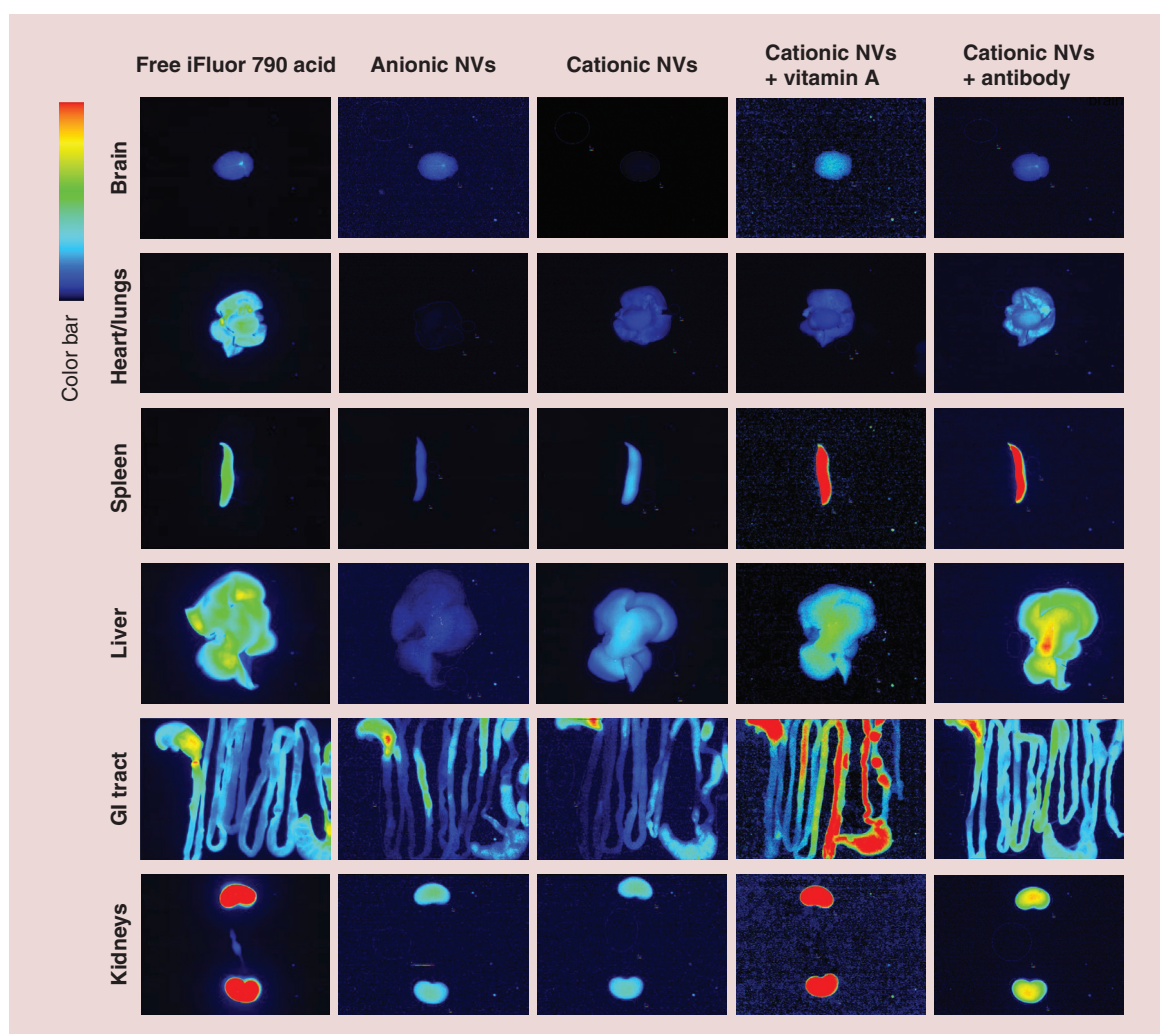 Free iFluor 790 acid
Anionic NVs
Cationic NVs
Cationic NVs
+ vitamin A
Cationic NVs
+ antibody
Color bar
Brain
Heart/lungs
Spleen
Liver
GI tract
Kidneys